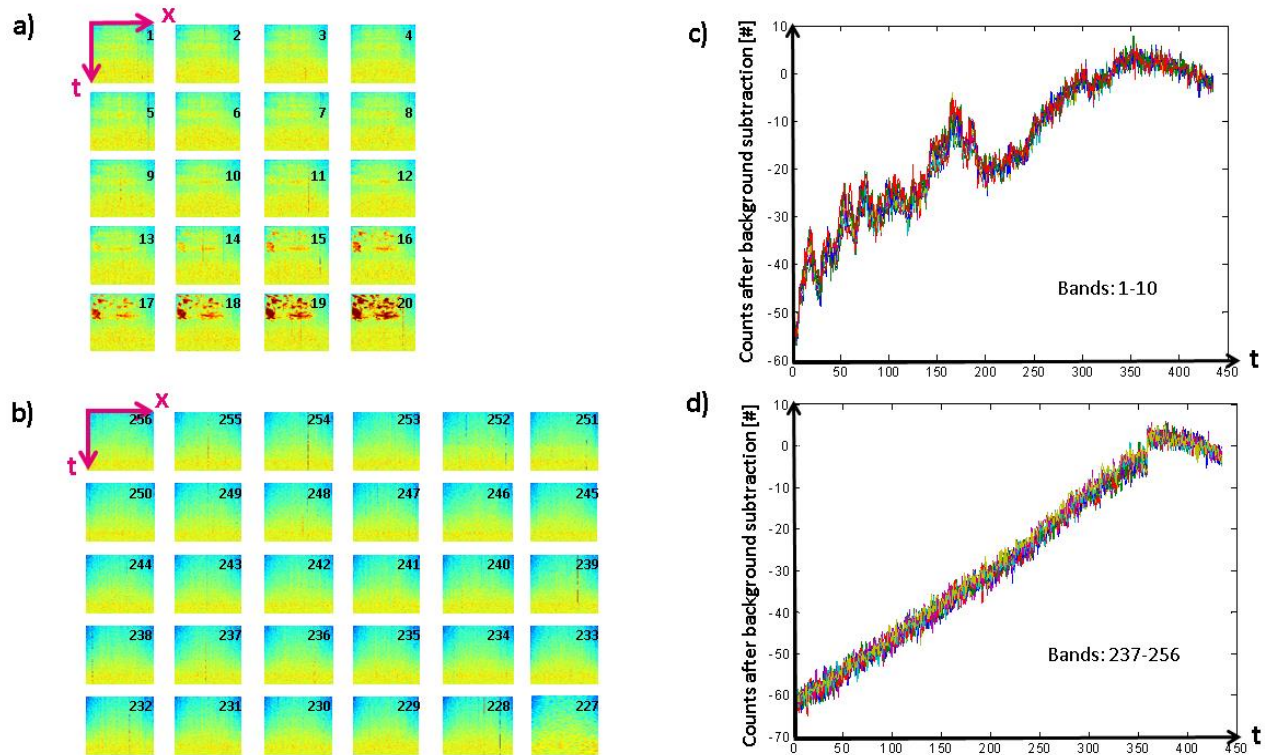 a)
X
t
1 2 3 4
5 6 7 8
9 10 11 12
13 14 15 16
17 18 19 20
b)
X
t
256 255 254 253 252 251
250 249 248 247 246 245
244 243 242 241 240 239
238 237 236 235 234 233
232 231 230 229 228 227
c)
Counts after background subtraction [#]
10
0
-10
-20
-30
-40
-50
-60
Bands: 1-10
0 50 100 150 200 250 300 350 400 450
t
d)
Counts after background subtraction [#]
10
0
-10
-20
-30
-40
-50
-60
-70
Bands: 237-256
0 50 100 150 200 250 300 350 400 450
t